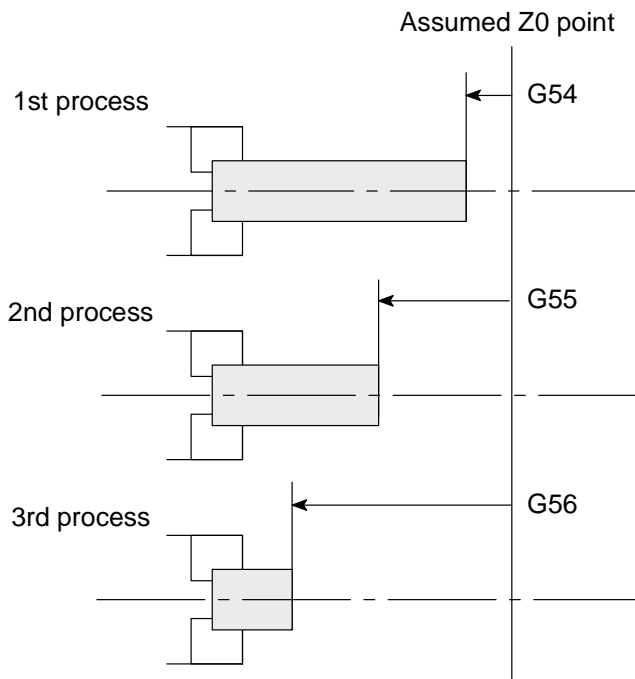 Assumed Z0 point
1st process
G54
2nd process
G55
3rd process
G56